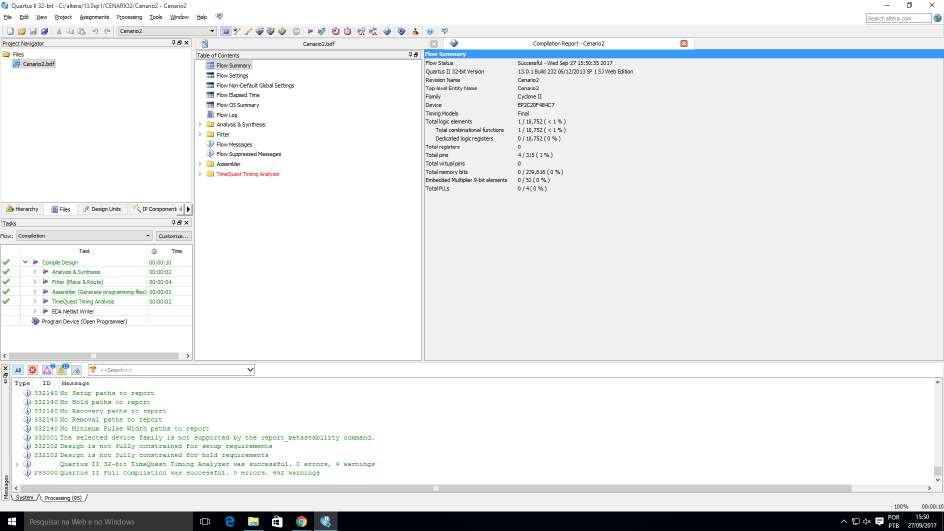 Quartus II 32-bit - C:/altera/13.0sp1/CENARIO2/Cenario2 - Cenario2
File Edit View Project Assignments Processing Tools Window Help
Search altera.com
Cenario2
Project Navigator
Files
Cenario2.bdf
Hierarchy Files Design Units IP Components
Tasks
Flow: Compilation Customize...
Task Time
Compile Design 00:00:10
Analysis & Synthesis 00:00:02
Fitter (Place & Route) 00:00:04
Assembler (Generate programming files) 00:00:02
TimeQuest Timing Analysis 00:00:02
EDA Netlist Writer
Program Device (Open Programmer)
Cenario2.bdf
Compilation Report - Cenario2
Table of Contents
Flow Summary
Flow Settings
Flow Non-Default Global Settings
Flow Elapsed Time
Flow OS Summary
Flow Log
Analysis & Synthesis
Fitter
Flow Messages
Flow Suppressed Messages
Assembler
TimeQuest Timing Analyzer
Flow Summary
Flow Status Successful - Wed Sep 27 15:50:35 2017
Quartus II 32-bit Version 13.0.1 Build 232 06/12/2013 SP 1 SJ Web Edition
Revision Name Cenario2
Top-level Entity Name Cenario2
Family Cyclone II
Device EP2C20F484C7
Timing Models Final
Total logic elements 1 / 18,752 ( < 1 % )
Total combinational functions 1 / 18,752 ( < 1 % )
Dedicated logic registers 0 / 18,752 ( 0 % )
Total registers 0
Total pins 4 / 315 ( 1 % )
Total virtual pins 0
Total memory bits 0 / 239,616 ( 0 % )
Embedded Multiplier 9-bit elements 0 / 52 ( 0 % )
Total PLLs 0 / 4 ( 0 % )
All <<Search>>
Type ID Message
332140 No Setup paths to report
332140 No Hold paths to report
332140 No Recovery paths to report
332140 No Removal paths to report
332140 No Minimum Pulse Width paths to report
332001 The selected device family is not supported by the report_metastability command.
332102 Design is not fully constrained for setup requirements
332102 Design is not fully constrained for hold requirements
Quartus II 32-bit TimeQuest Timing Analyzer was successful. 0 errors, 4 warnings
293000 Quartus II Full Compilation was successful. 0 errors, 452 warnings
Messages
System Processing (95)
100% 00:00:10
Pesquisar na Web e no Windows
POR
PTB
15:50
27/09/2017